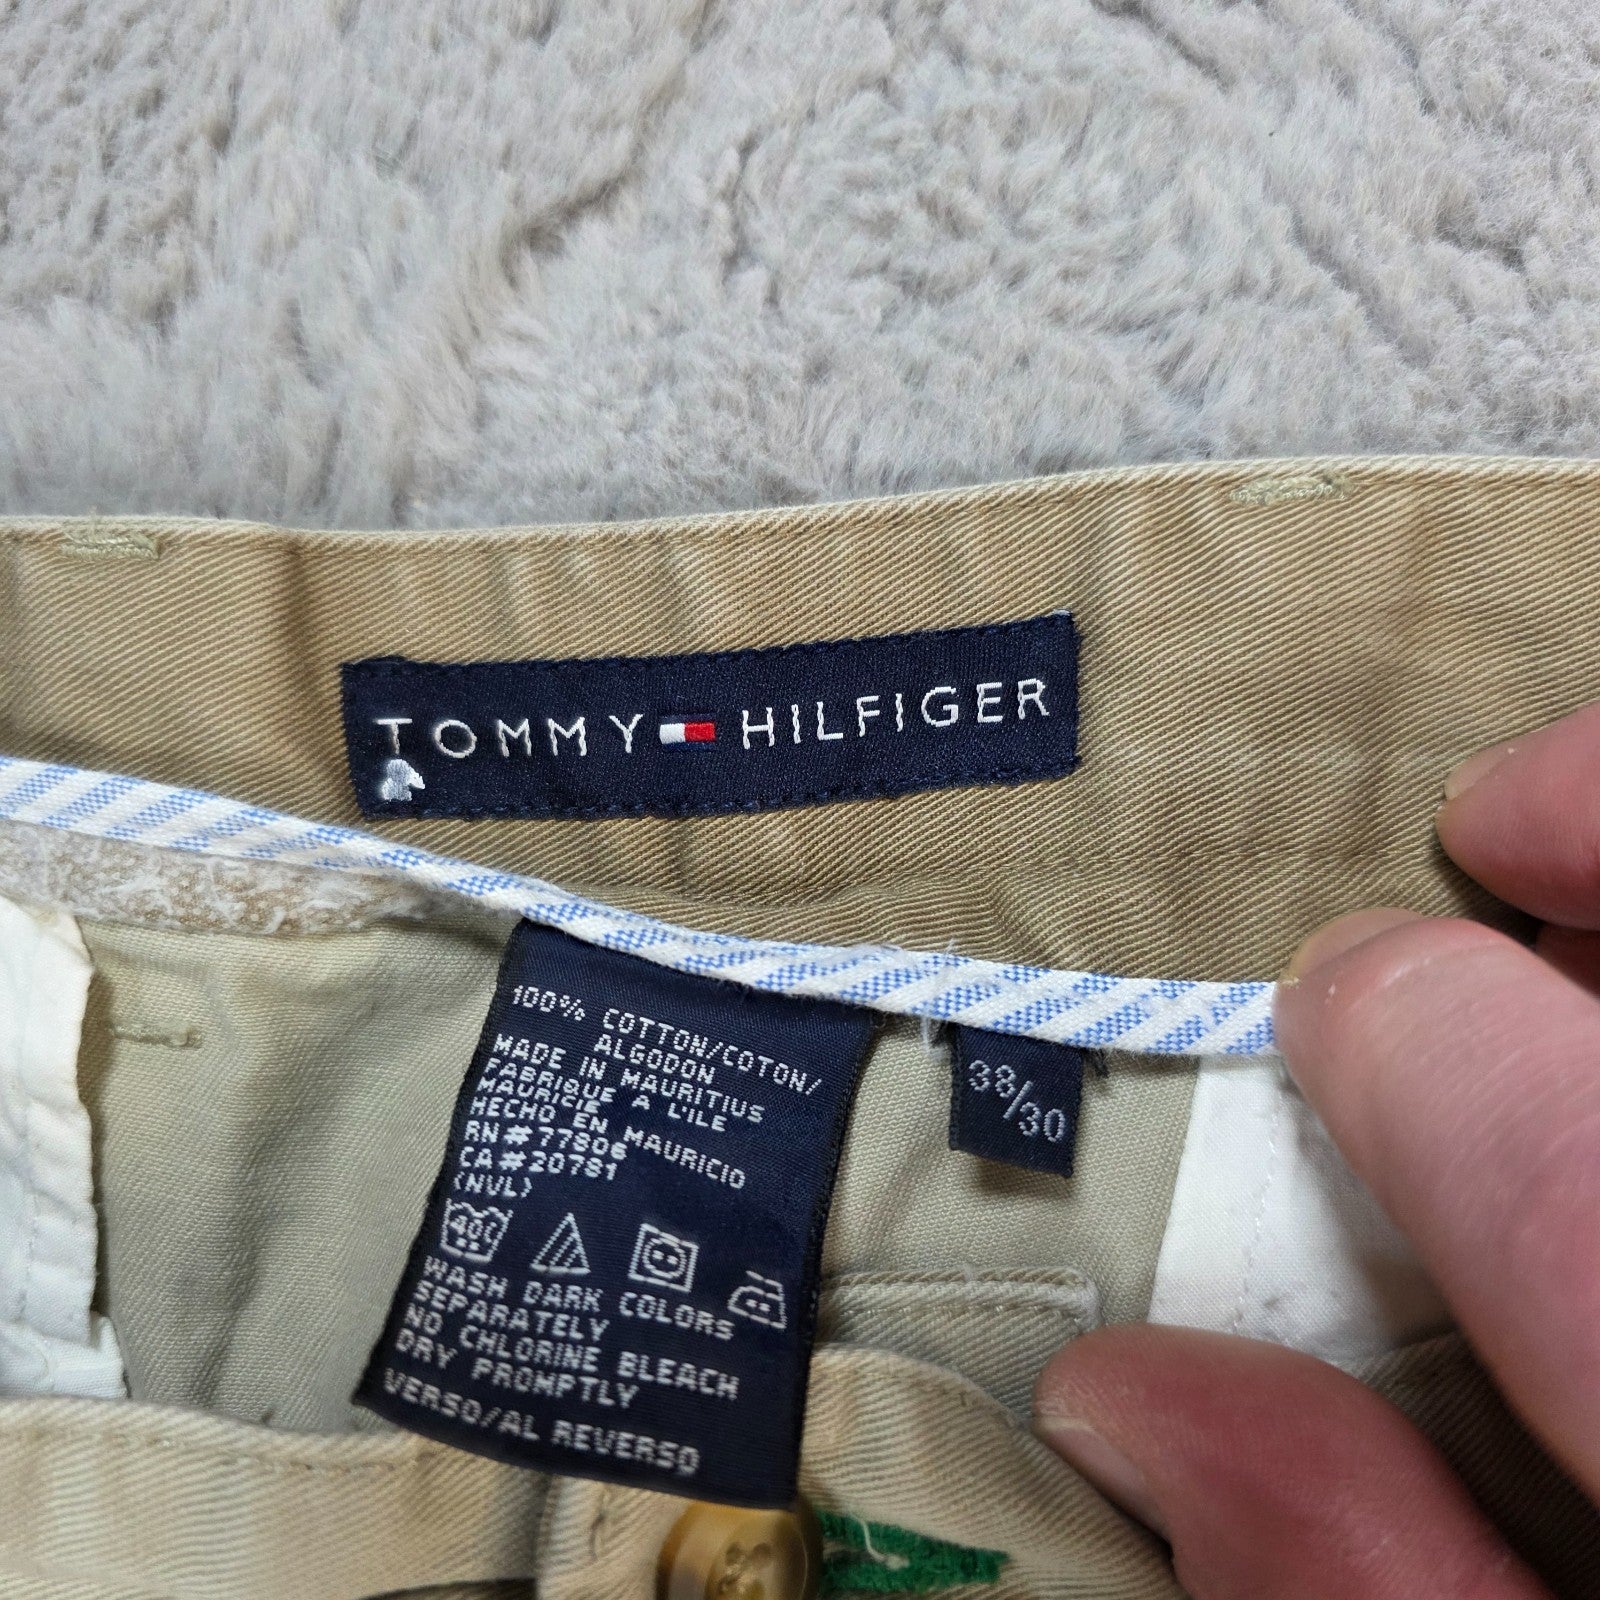 TOMMY HILFIGER
100% COTTON/COTON/
ALGODON
MADE IN MAURITIUS
FABRIQUE A L'ILE
MAURICIE
HECHO EN MAURICIO
RN#77806
CA#20781
(NVL)
40C
WASH DARK COLORS
SEPARATELY
NO CHLORINE BLEACH
DRY PROMPTLY
VERSO/AL REVERSO
38/30